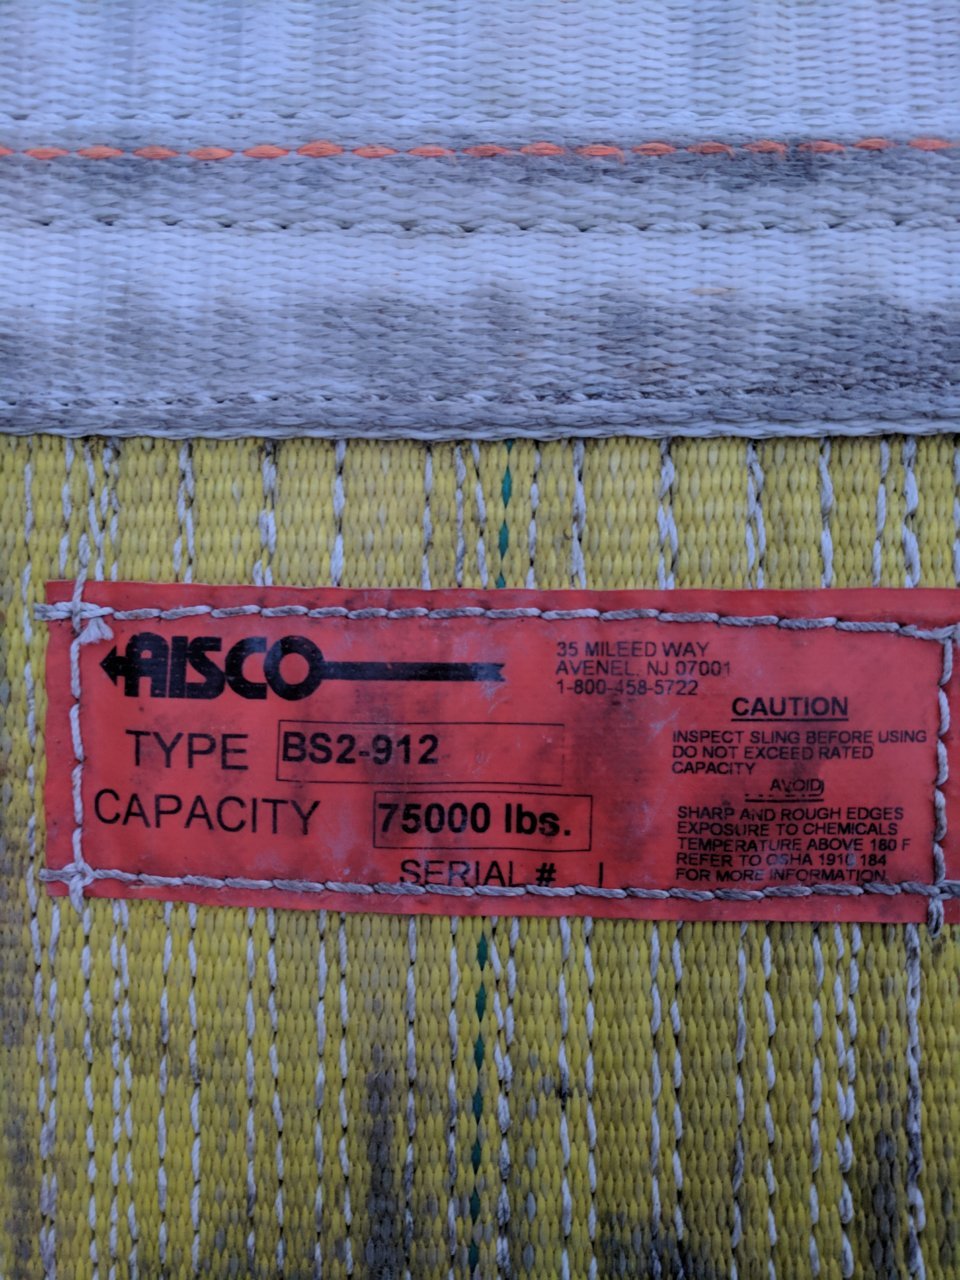 AISCO
35 MILEED WAY
AVENEL, NJ 07001
1-800-458-5722
TYPE BS2-912
CAPACITY 75000 lbs.
SERIAL #
CAUTION
INSPECT SLING BEFORE USING
DO NOT EXCEED RATED
CAPACITY
AVOID
SHARP AND ROUGH EDGES
EXPOSURE TO CHEMICALS
TEMPERATURE ABOVE 180 F
REFER TO OSHA 1910 184
FOR MORE INFORMATION.